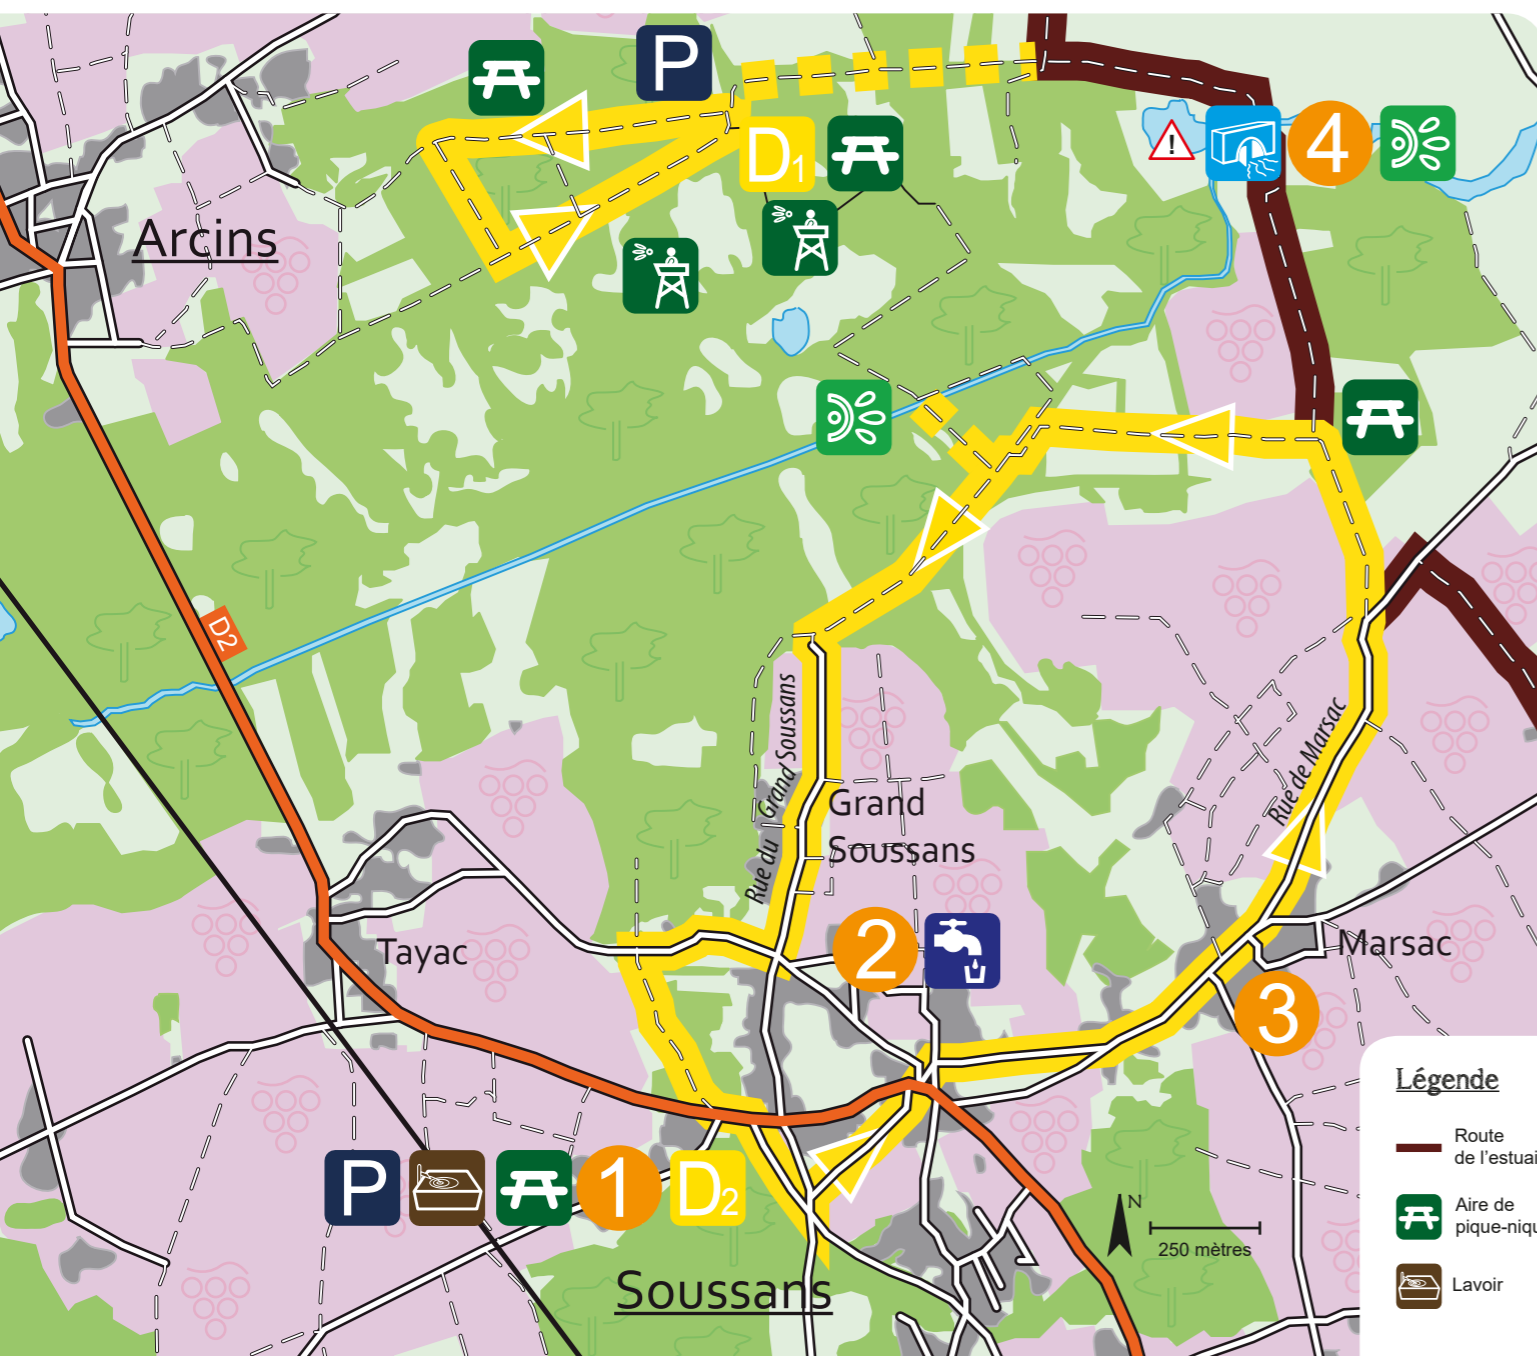 P
D1
4
Arcins
D2
Rue du Grand Soussans
Grand
Soussans
Rue de Marsac
2
Tayac
Marsac
3
P
1
D2
N
250 mètres
Soussans
Légende
Route
de l'estuai
Aire de
pique-niqu
Lavoir